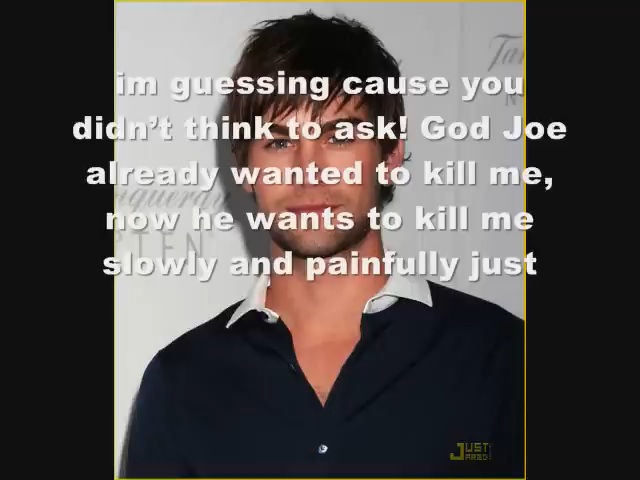 im guessing cause you
didn't think to ask! God Joe
already wanted to kill me,
now he wants to kill me
slowly and painfully just
TEN
JUST
JARED!